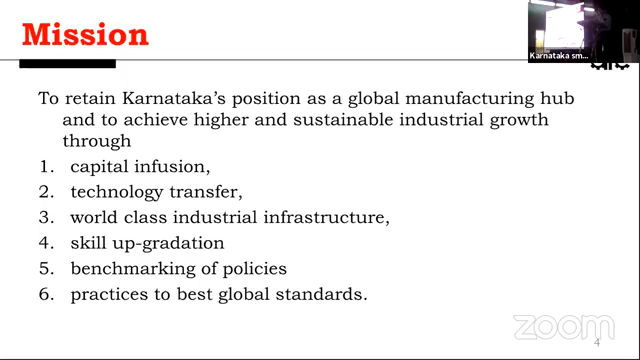 Mission
Karnataka sm...
To retain Karnataka's position as a global manufacturing hub
and to achieve higher and sustainable industrial growth
through
1. capital infusion,
2. technology transfer,
3. world class industrial infrastructure,
4. skill up-gradation
5. benchmarking of policies
6. practices to best global standards.
zoom
4